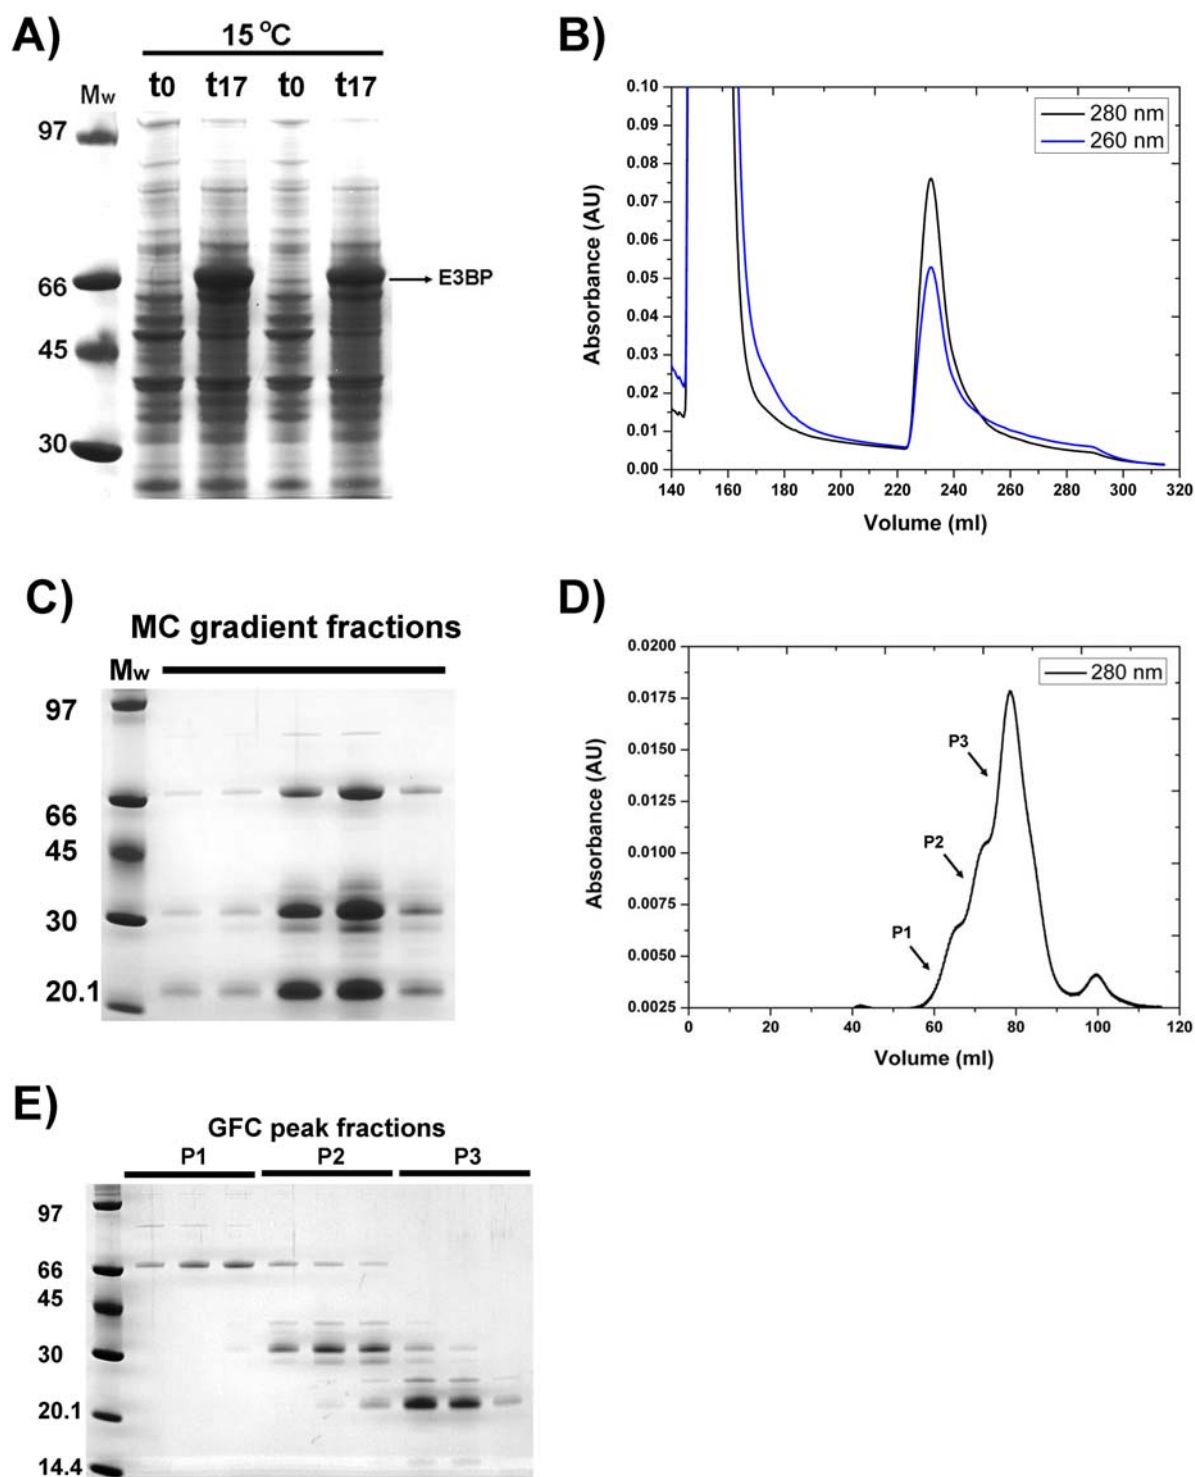 A)
15 °C
Mw t0 t17 t0 t17
97
66
45
30
E3BP
B)
0.10
0.09
0.08
0.07
0.06
0.05
0.04
0.03
0.02
0.01
0.00
Absorbance (AU)
280 nm
260 nm
140 160 180 200 220 240 260 280 300 320
Volume (ml)
C)
MC gradient fractions
Mw
97
66
45
30
20.1
D)
0.0200
0.0175
0.0150
0.0125
0.0100
0.0075
0.0050
0.0025
Absorbance (AU)
280 nm
P3
P2
P1
0 20 40 60 80 100 120
Volume (ml)
E)
GFC peak fractions
P1 P2 P3
97
66
45
30
20.1
14.4